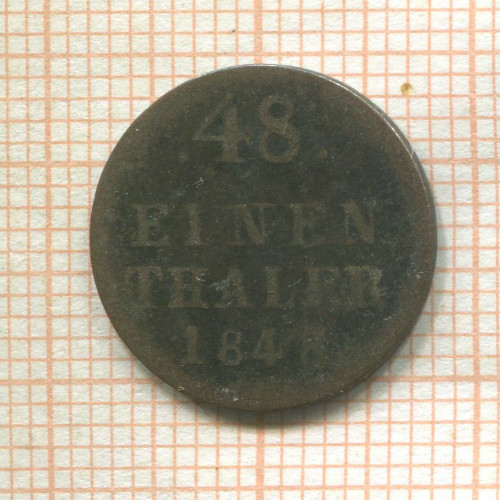 .48.
EINEN
THALER